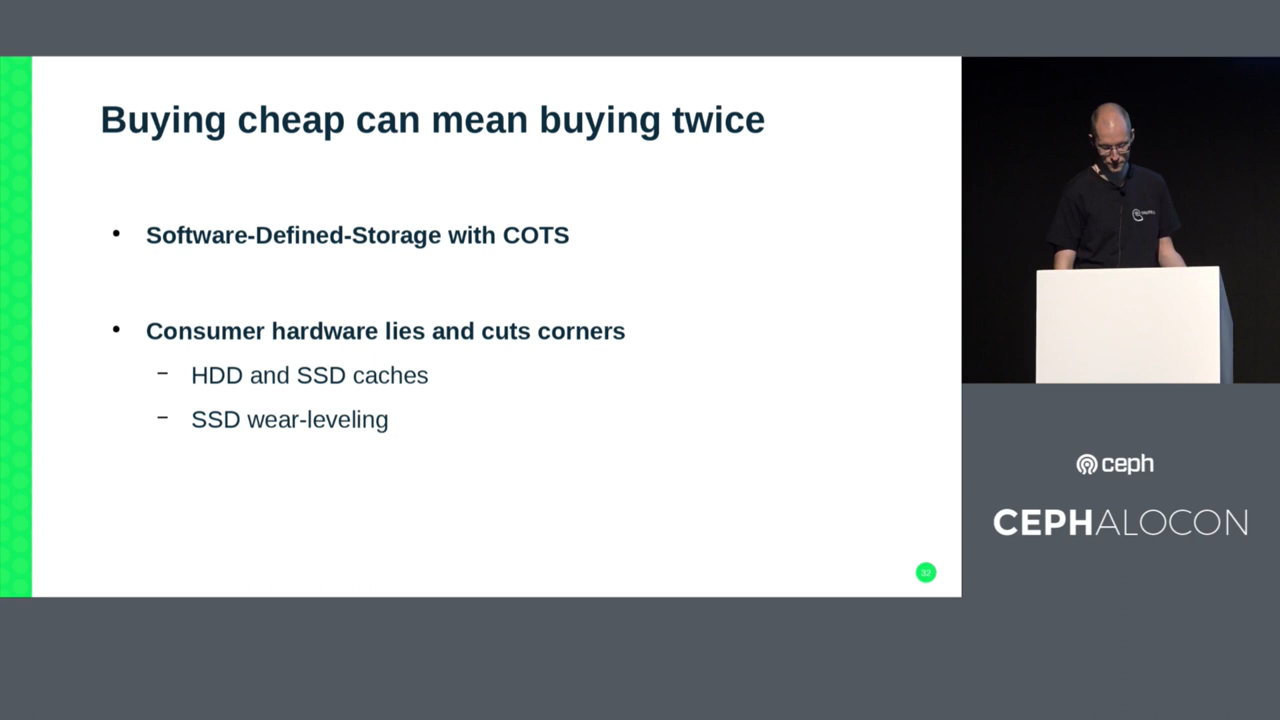 Buying cheap can mean buying twice
• Software-Defined-Storage with COTS
• Consumer hardware lies and cuts corners
– HDD and SSD caches
– SSD wear-leveling
32
ceph
CEPHALOCON